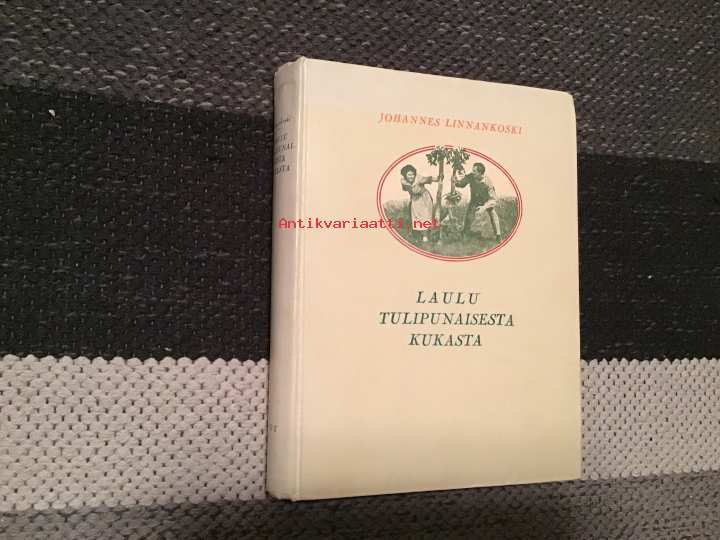 JOHANNES LINNANKOSKI
Antikvariaatti.net
LAULU
TULIPUNAISESTA
KUKASTA